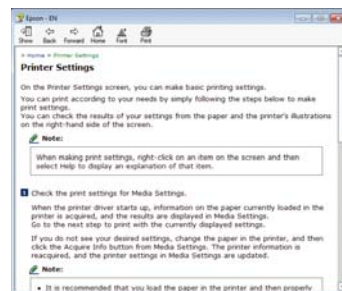 Epson - EN
Show Back Forward Home Font Print
> Home > Printer Settings
Printer Settings
On the Printer Settings screen, you can make basic printing settings.
You can print according to your needs by simply following the steps below to make
print settings.
You can check the results of your settings from the paper and the printer's illustrations
on the right-hand side of the screen.
Note:
When making print settings, right-click on an item on the screen and then
select Help to display an explanation of that item.
1 Check the print settings for Media Settings.
When the printer driver starts up, information on the paper currently loaded in the
printer is acquired, and the results are displayed in Media Settings.
Go to the next step to print with the currently displayed settings.
If you do not see your desired settings, change the paper in the printer, and then
click the Acquire Info button from Media Settings. The printer information is
reacquired, and the printer settings in Media Settings are updated.
Note:
• It is recommended that you load the paper in the printer and then properly